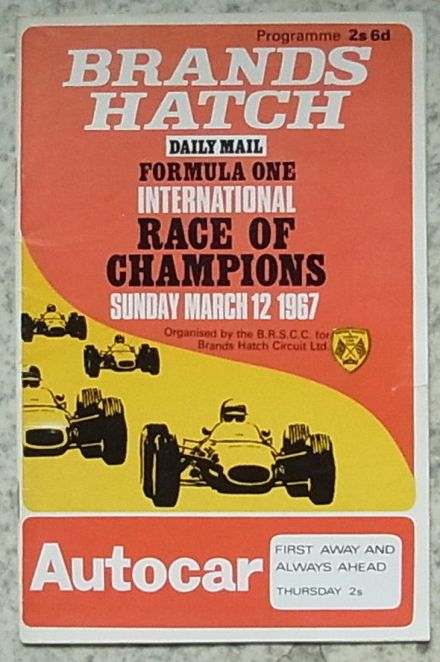 Programme 2s 6d
BRANDS
HATCH
DAILY MAIL
FORMULA ONE
INTERNATIONAL
RACE OF
CHAMPIONS
SUNDAY MARCH 12 1967
Organised by the B.R.S.C.C. for
Brands Hatch Circuit Ltd.
Autocar
FIRST AWAY AND
ALWAYS AHEAD
THURSDAY 2s